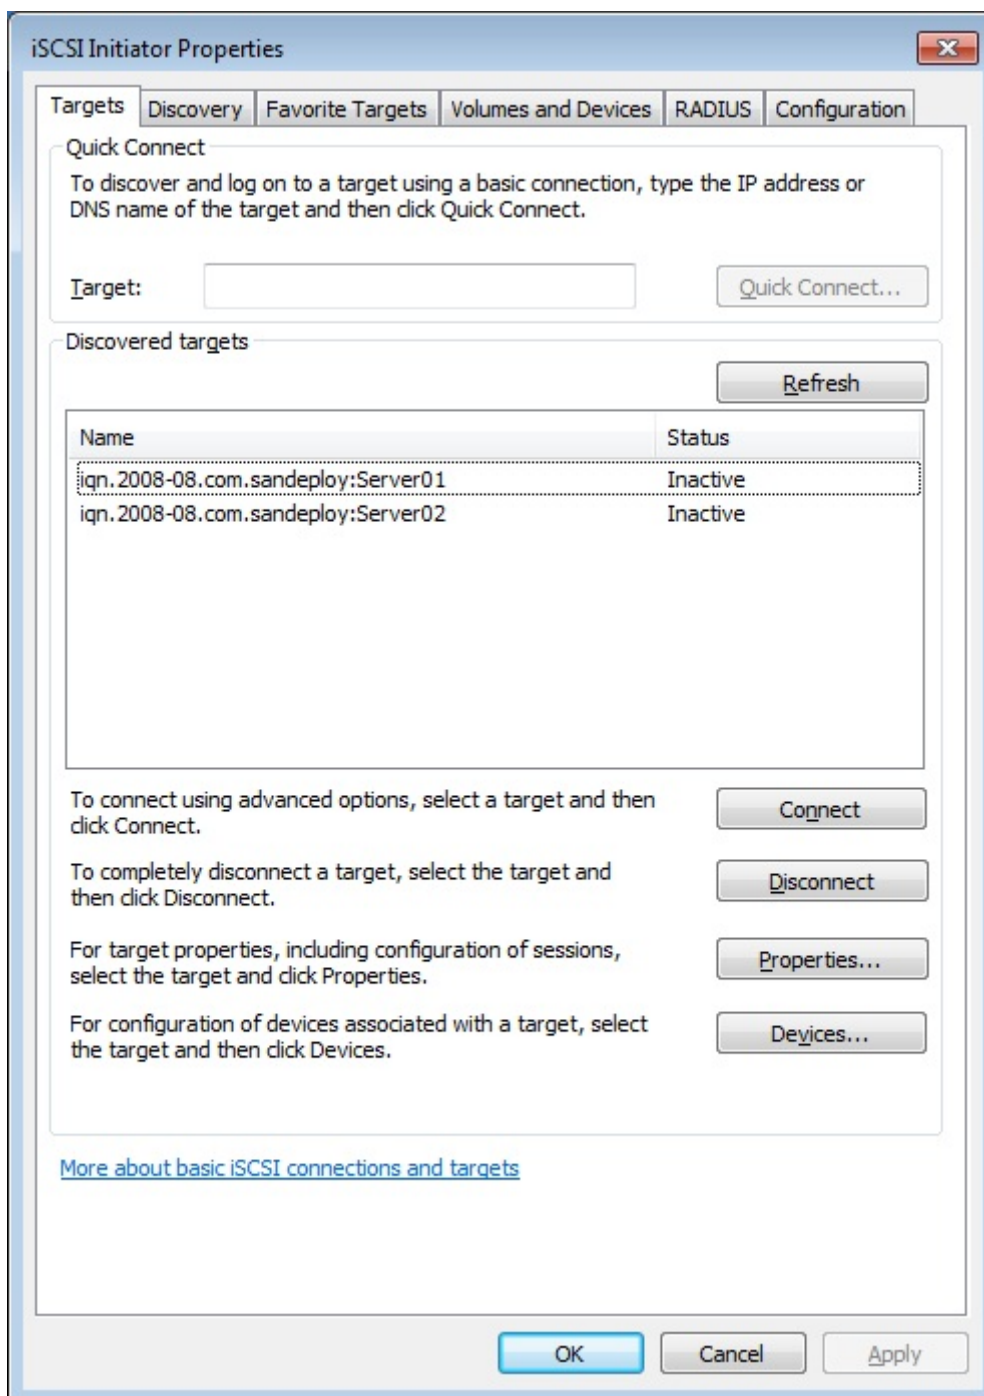 iSCSI Initiator Properties
Targets Discovery Favorite Targets Volumes and Devices RADIUS Configuration
Quick Connect
To discover and log on to a target using a basic connection, type the IP address or
DNS name of the target and then click Quick Connect.
Target: Quick Connect...
Discovered targets
Refresh
Name Status
iqn.2008-08.com.sandeploy:Server01 Inactive
iqn.2008-08.com.sandeploy:Server02 Inactive
To connect using advanced options, select a target and then
click Connect.
Connect
To completely disconnect a target, select the target and
then click Disconnect.
Disconnect
For target properties, including configuration of sessions,
select the target and click Properties.
Properties...
For configuration of devices associated with a target, select
the target and then click Devices.
Devices...
More about basic iSCSI connections and targets
OK Cancel Apply